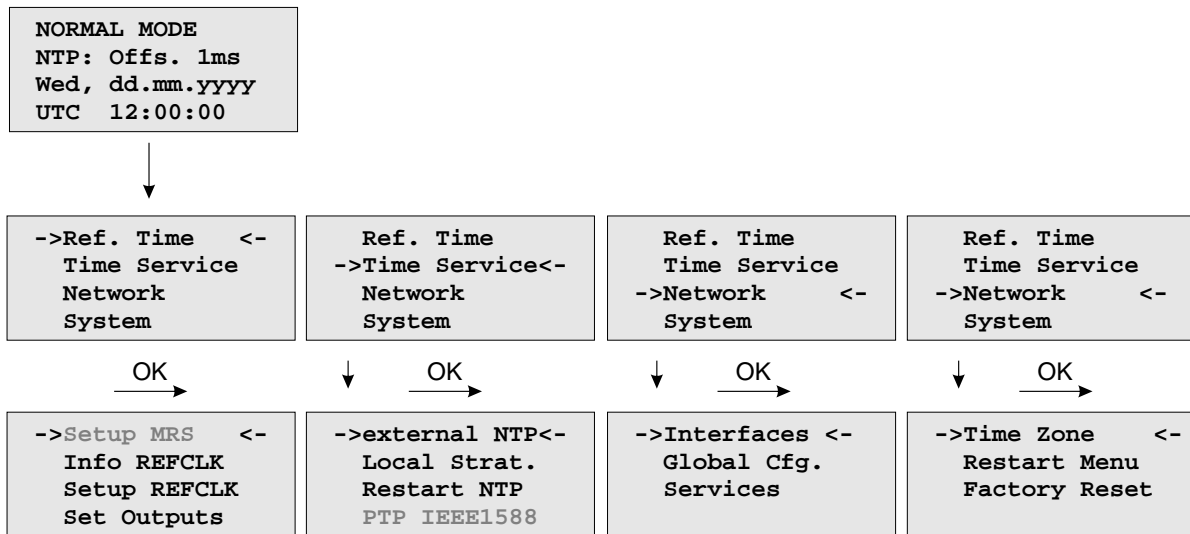 NORMAL MODE
NTP: Offs. 1ms
Wed, dd.mm.yyyy
UTC 12:00:00
->Ref. Time <-
Time Service
Network
System
Ref. Time
->Time Service<-
Network
System
Ref. Time
Time Service
->Network <-
System
Ref. Time
Time Service
->Network <-
System
OK
OK
OK
OK
->Setup MRS <-
Info REFCLK
Setup REFCLK
Set Outputs
->external NTP<-
Local Strat.
Restart NTP
PTP IEEE1588
->Interfaces <-
Global Cfg.
Services
->Time Zone <-
Restart Menu
Factory Reset